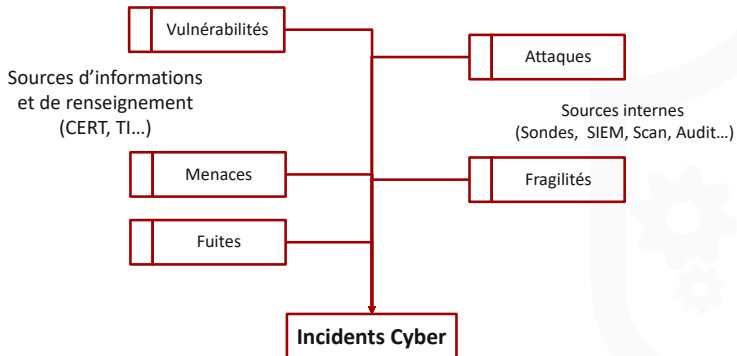 Vulnérabilités
Attaques
Sources d’informations
et de renseignement
(CERT, TI…)
Sources internes
(Sondes,  SIEM, Scan, Audit…)
Menaces
Fragilités
Fuites
Incidents Cyber